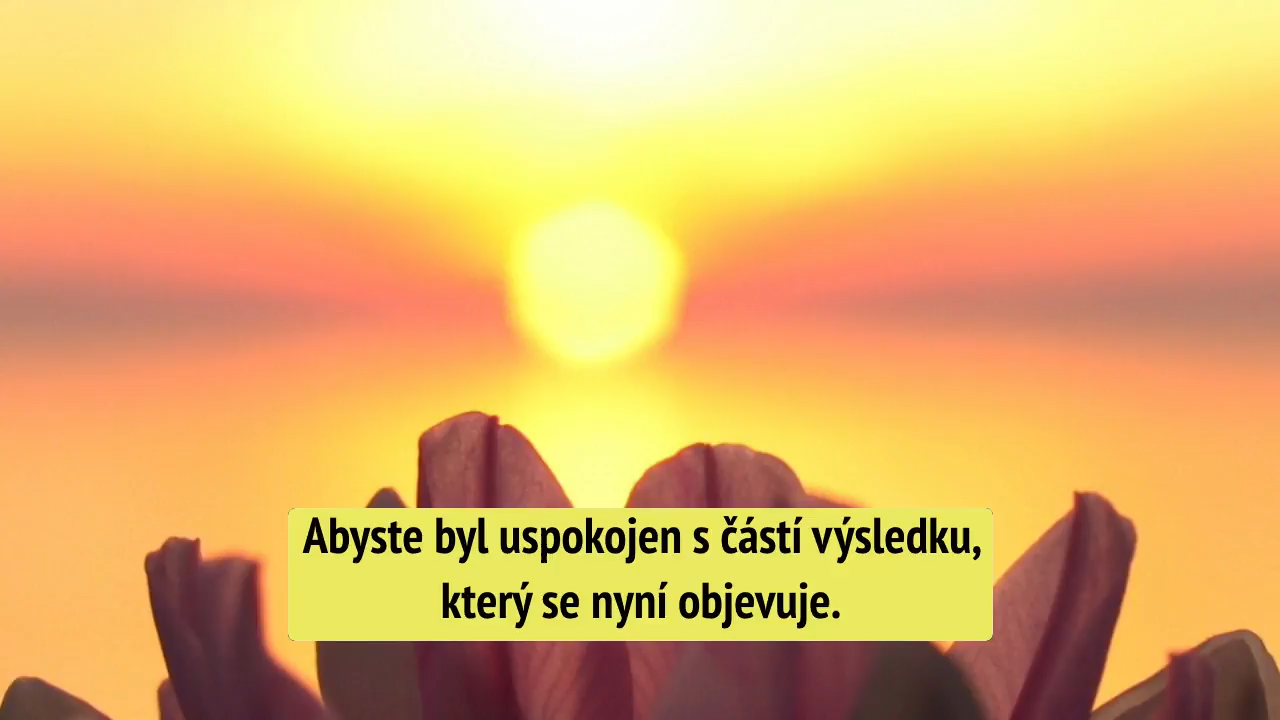 Abyste byl uspokojen s částí výsledku,
který se nyní objevuje.